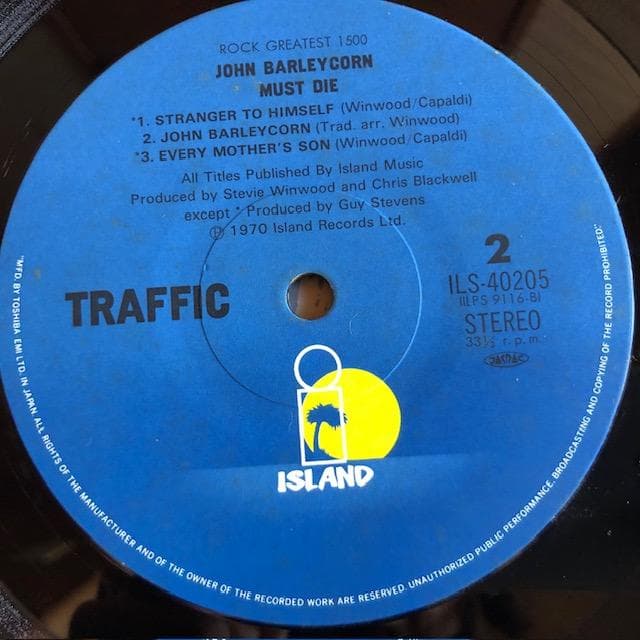 ROCK GREATEST 1500
JOHN BARLEYCORN
MUST DIE
*1. STRANGER TO HIMSELF (Winwood/Capaldi)
2. JOHN BARLEYCORN (Trad. arr. Winwood)
*3. EVERY MOTHER'S SON (Winwood/Capaldi)
All Titles Published By Island Music
Produced by Stevie Winwood and Chris Blackwell
except * Produced by Guy Stevens
Ⓟ 1970 Island Records Ltd.
TRAFFIC
2
ILS-40205
(ILPS 9116-B)
STEREO
33⅓ r.p.m.
JASRAC
ISLAND
"MFD. BY TOSHIBA EMI LTD. IN JAPAN ALL RIGHTS OF THE MANUFACTURER AND OF THE OWNER OF THE RECORDED WORK ARE RESERVED. UNAUTHORIZED PUBLIC PERFORMANCE, BROADCASTING AND COPYING OF THE RECORD PROHIBITED."